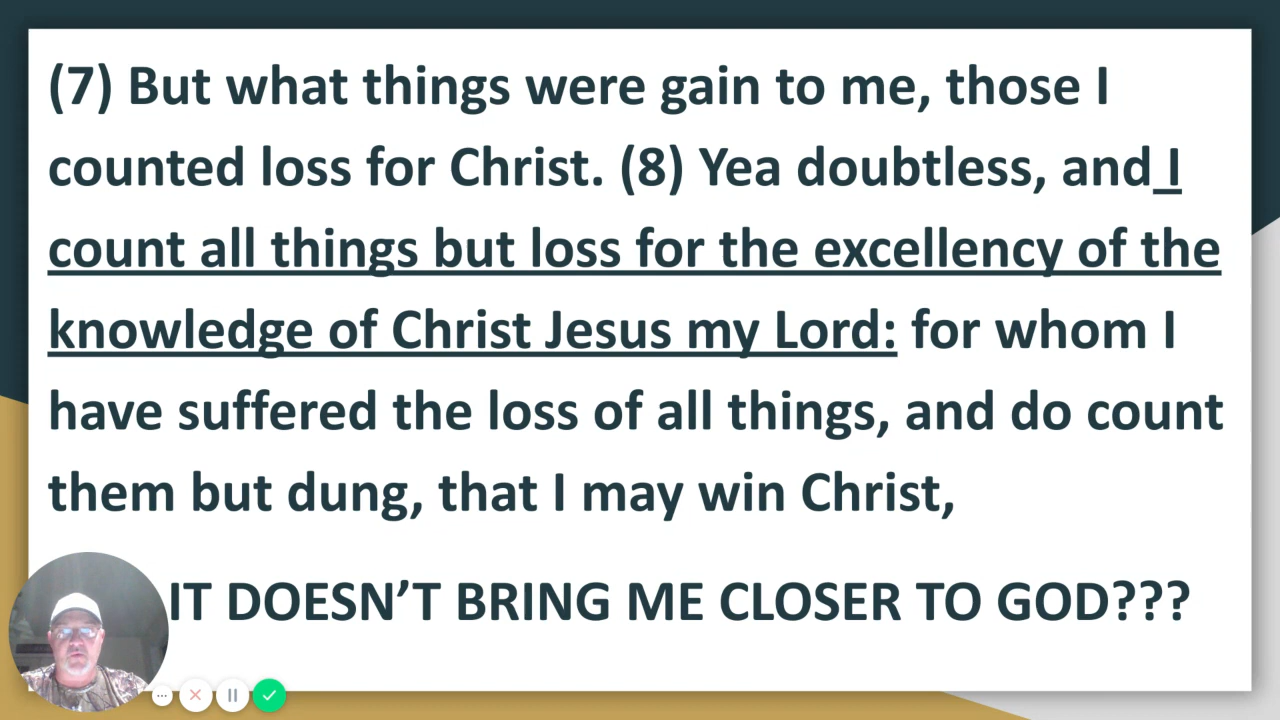 (7) But what things were gain to me, those I
counted loss for Christ. (8) Yea doubtless, and I
count all things but loss for the excellency of the
knowledge of Christ Jesus my Lord: for whom I
have suffered the loss of all things, and do count
them but dung, that I may win Christ,
IT DOESN’T BRING ME CLOSER TO GOD???